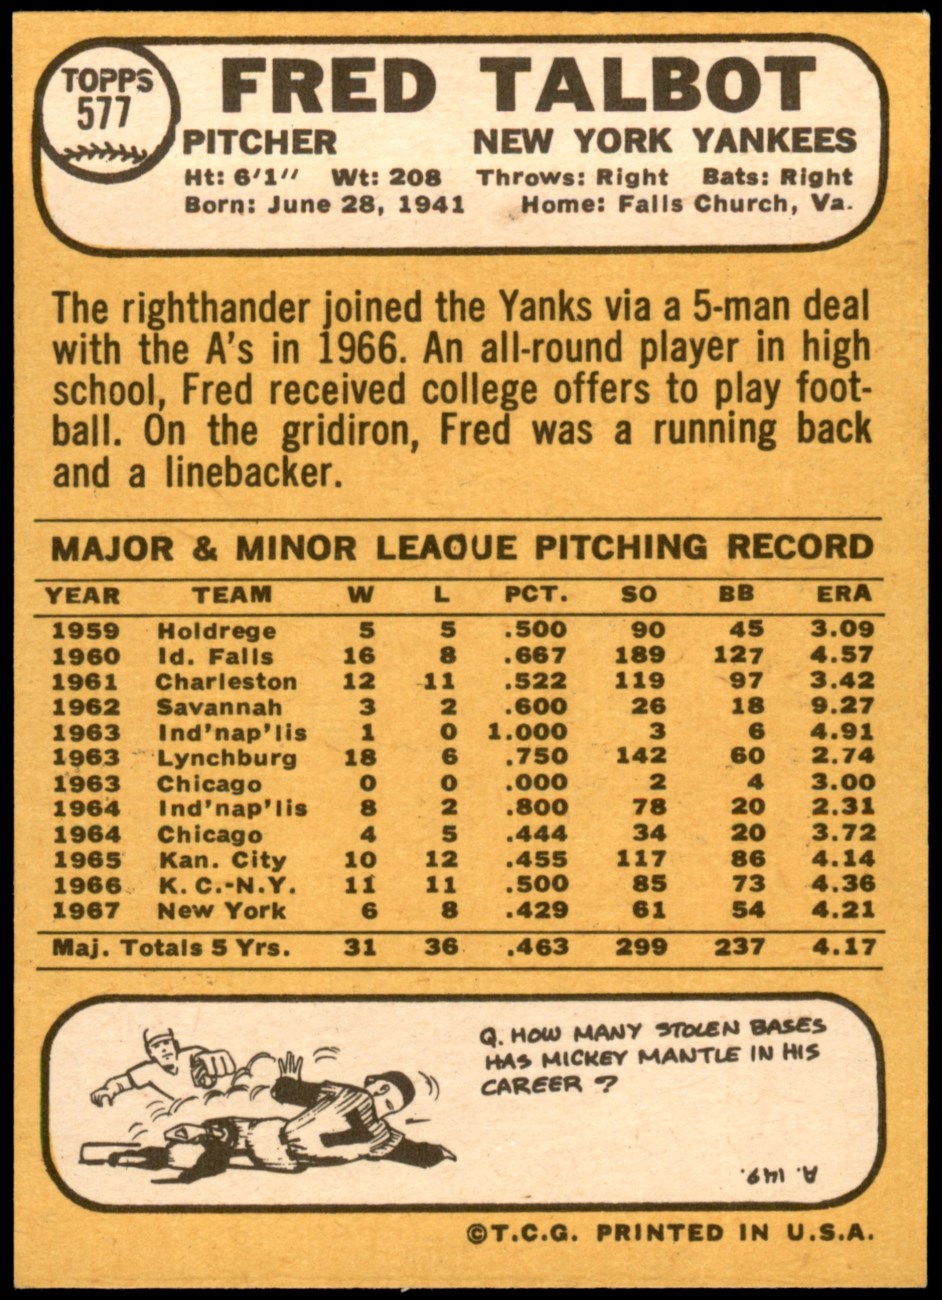 TOPPS
577
FRED TALBOT
PITCHER NEW YORK YANKEES
Ht: 6'1" Wt: 208 Throws: Right Bats: Right
Born: June 28, 1941 Home: Falls Church, Va.
The righthander joined the Yanks via a 5-man deal
with the A's in 1966. An all-round player in high
school, Fred received college offers to play foot-
ball. On the gridiron, Fred was a running back
and a linebacker.
MAJOR & MINOR LEAGUE PITCHING RECORD
YEAR TEAM W L PCT. SO BB ERA
1959 Holdrege 5 5 .500 90 45 3.09
1960 Id. Falls 16 8 .667 189 127 4.57
1961 Charleston 12 11 .522 119 97 3.42
1962 Savannah 3 2 .600 26 18 9.27
1963 Ind'nap'lis 1 0 1.000 3 6 4.91
1963 Lynchburg 18 6 .750 142 60 2.74
1963 Chicago 0 0 .000 2 4 3.00
1964 Ind'nap'lis 8 2 .800 78 20 2.31
1964 Chicago 4 5 .444 34 20 3.72
1965 Kan. City 10 12 .455 117 86 4.14
1966 K.C.-N.Y. 11 11 .500 85 73 4.36
1967 New York 6 8 .429 61 54 4.21
Maj. Totals 5 Yrs. 31 36 .463 299 237 4.17
Q. HOW MANY STOLEN BASES
HAS MICKEY MANTLE IN HIS
CAREER ?
A. 149.
©T.C.G. PRINTED IN U.S.A.